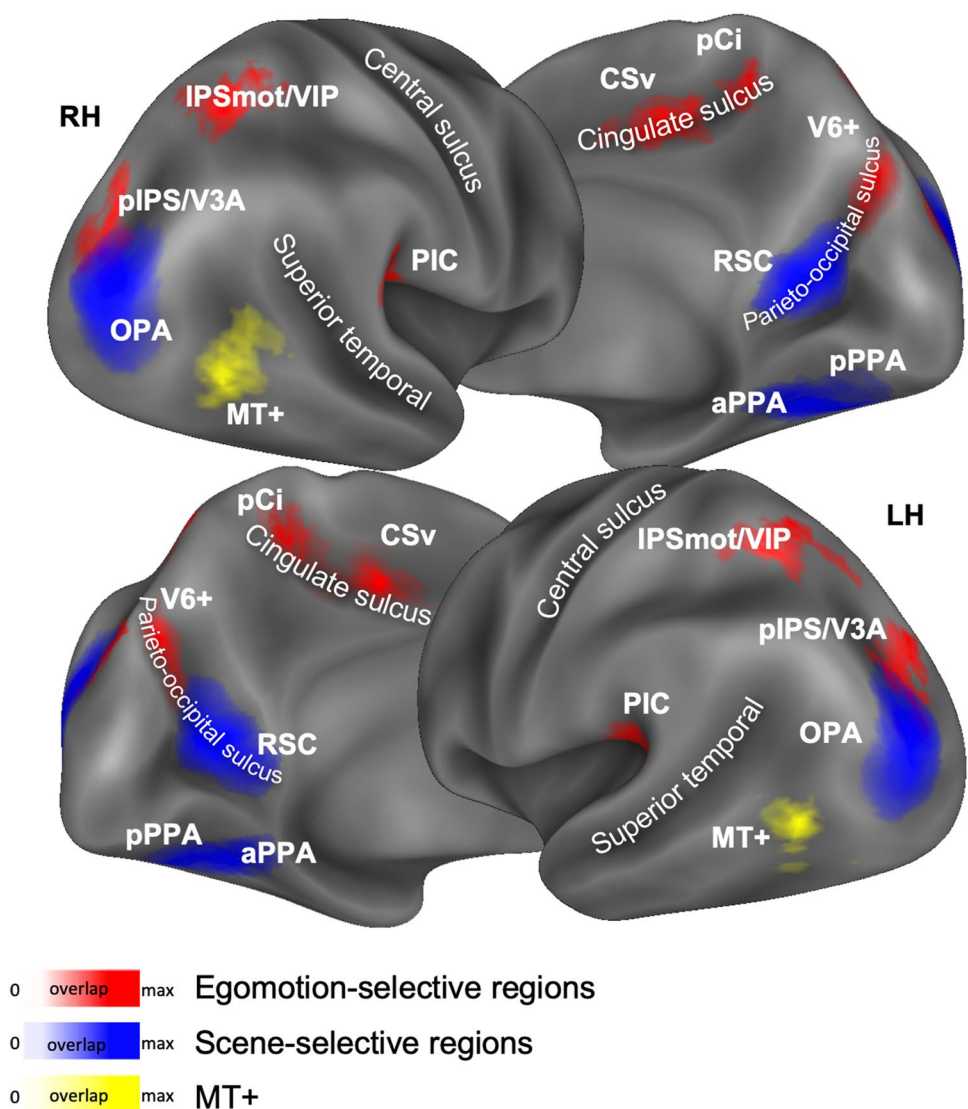 pCi
CSv
Central sulcus
IPSmot/VIP
Cingulate sulcus
RH
V6+
pIPS/V3A
Parieto-occipital sulcus
PIC
RSC
Superior temporal
OPA
pPPA
aPPA
MT+
pCi
CSv
Central sulcus
IPSmot/VIP
LH
Cingulate sulcus
V6+
Parieto-occipital sulcus
pIPS/V3A
PIC
RSC
OPA
Superior temporal
pPPA
aPPA
MT+
0 overlap max Egomotion-selective regions
0 overlap max Scene-selective regions
0 overlap max MT+